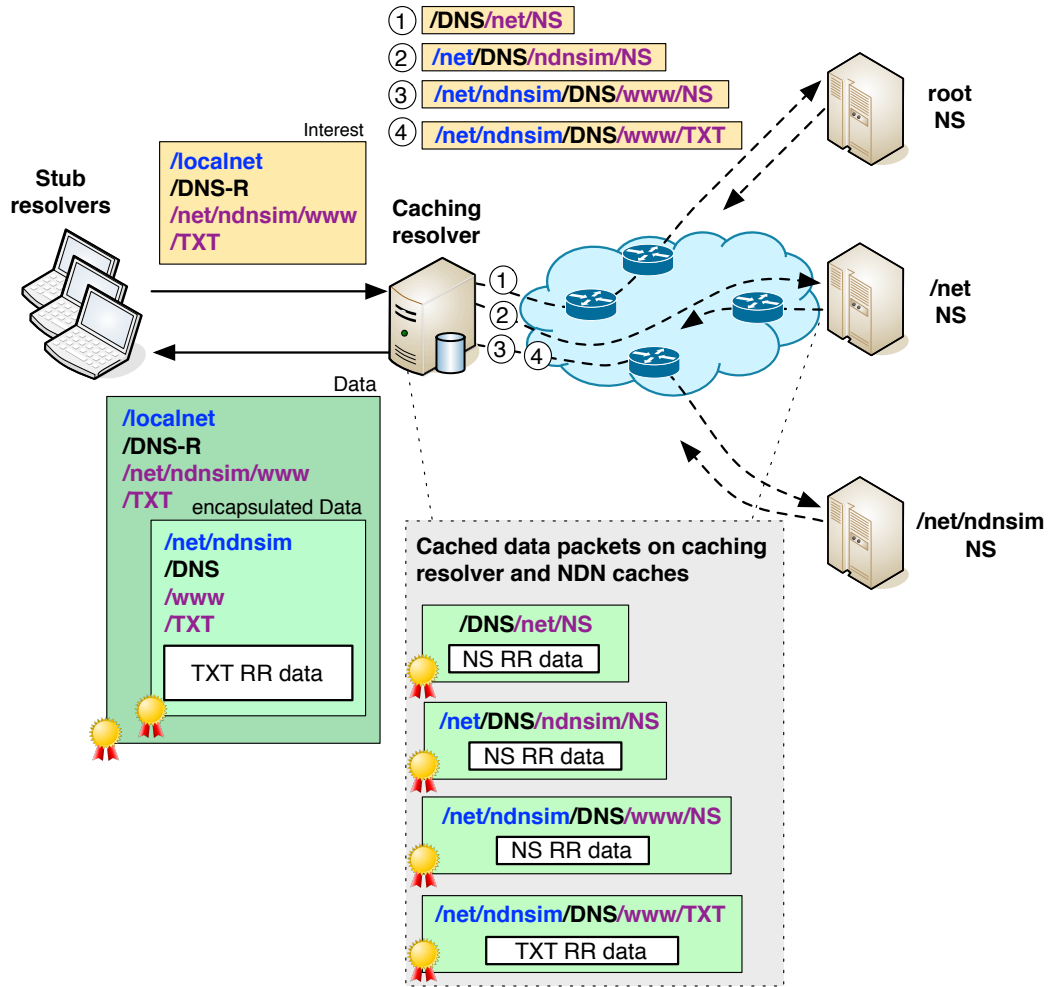 1 /DNS/net/NS
2 /net/DNS/ndnsim/NS
3 /net/ndnsim/DNS/www/NS
4 /net/ndnsim/DNS/www/TXT
root
NS
Interest
/localnet
/DNS-R
/net/ndnsim/www
/TXT
Stub
resolvers
Caching
resolver
1
2
3 4
/net
NS
Data
/localnet
/DNS-R
/net/ndnsim/www
/TXT
encapsulated Data
/net/ndnsim
/DNS
/www
/TXT
TXT RR data
/net/ndnsim
NS
Cached data packets on caching
resolver and NDN caches
/DNS/net/NS
NS RR data
/net/DNS/ndnsim/NS
NS RR data
/net/ndnsim/DNS/www/NS
NS RR data
/net/ndnsim/DNS/www/TXT
TXT RR data